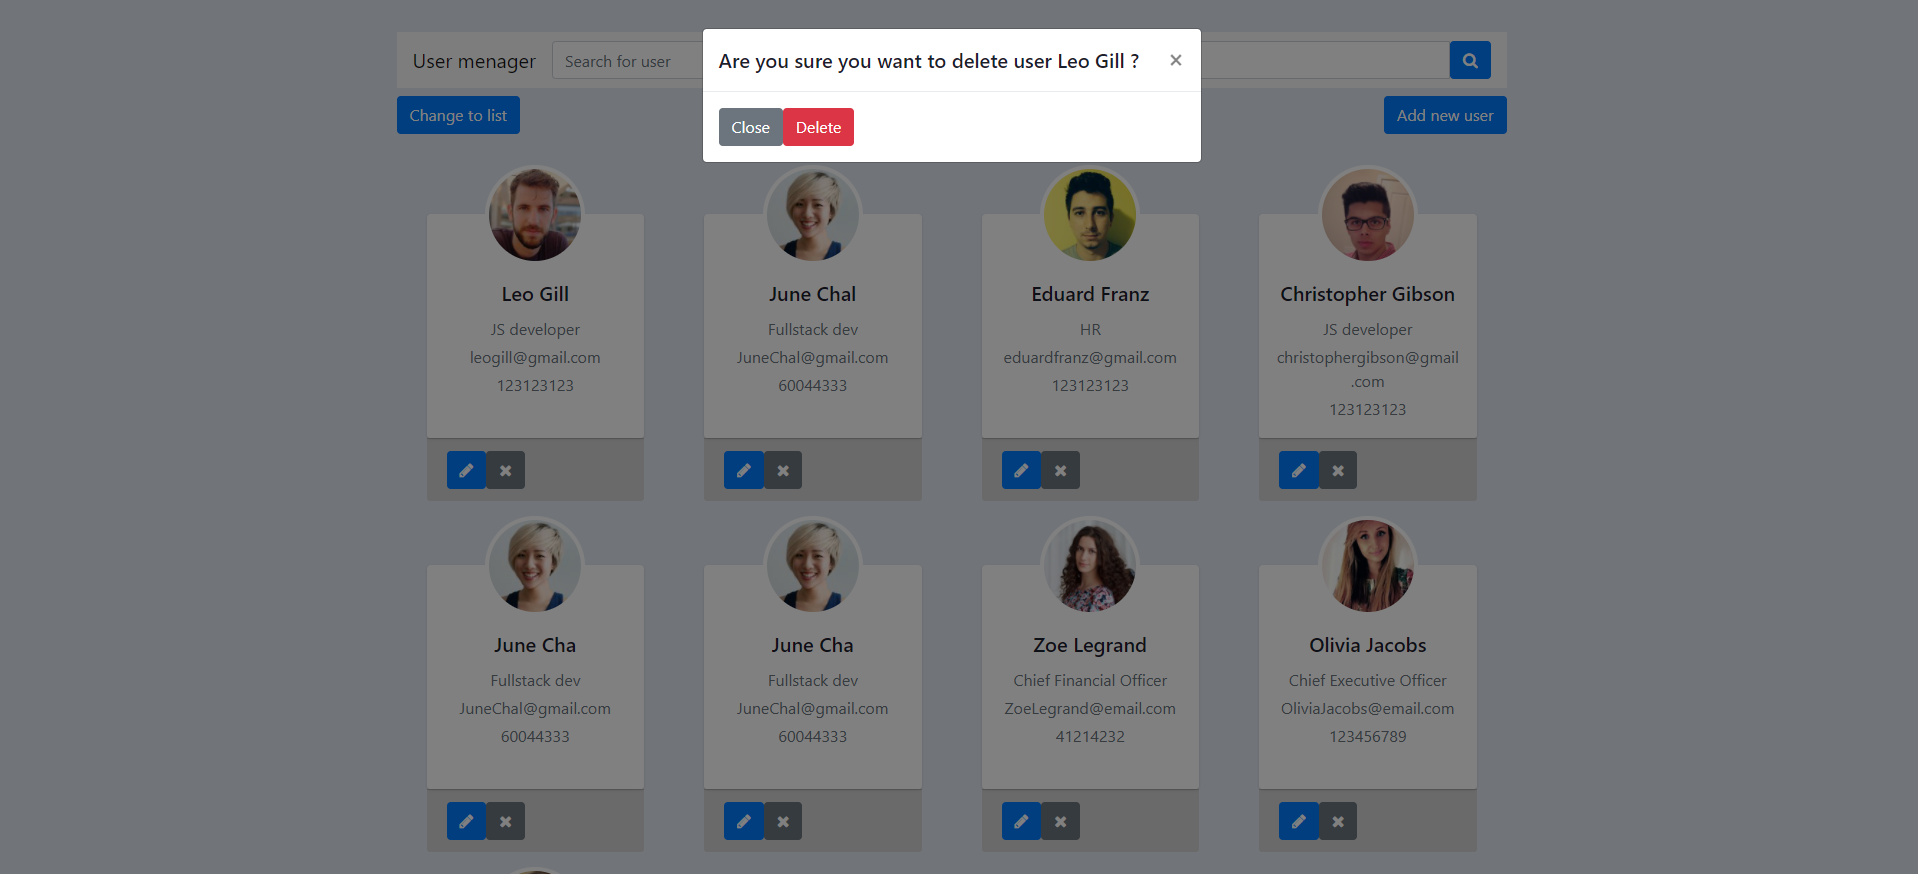 User menager
Search for user
Are you sure you want to delete user Leo Gill ?
×
Close
Delete
Change to list
Add new user
Leo Gill
JS developer
leogill@gmail.com
123123123
June Chal
Fullstack dev
JuneChal@gmail.com
60044333
Eduard Franz
HR
eduardfranz@gmail.com
123123123
Christopher Gibson
JS developer
christophergibson@gmail
.com
123123123
June Cha
Fullstack dev
JuneChal@gmail.com
60044333
June Cha
Fullstack dev
JuneChal@gmail.com
60044333
Zoe Legrand
Chief Financial Officer
ZoeLegrand@email.com
41214232
Olivia Jacobs
Chief Executive Officer
OliviaJacobs@email.com
123456789